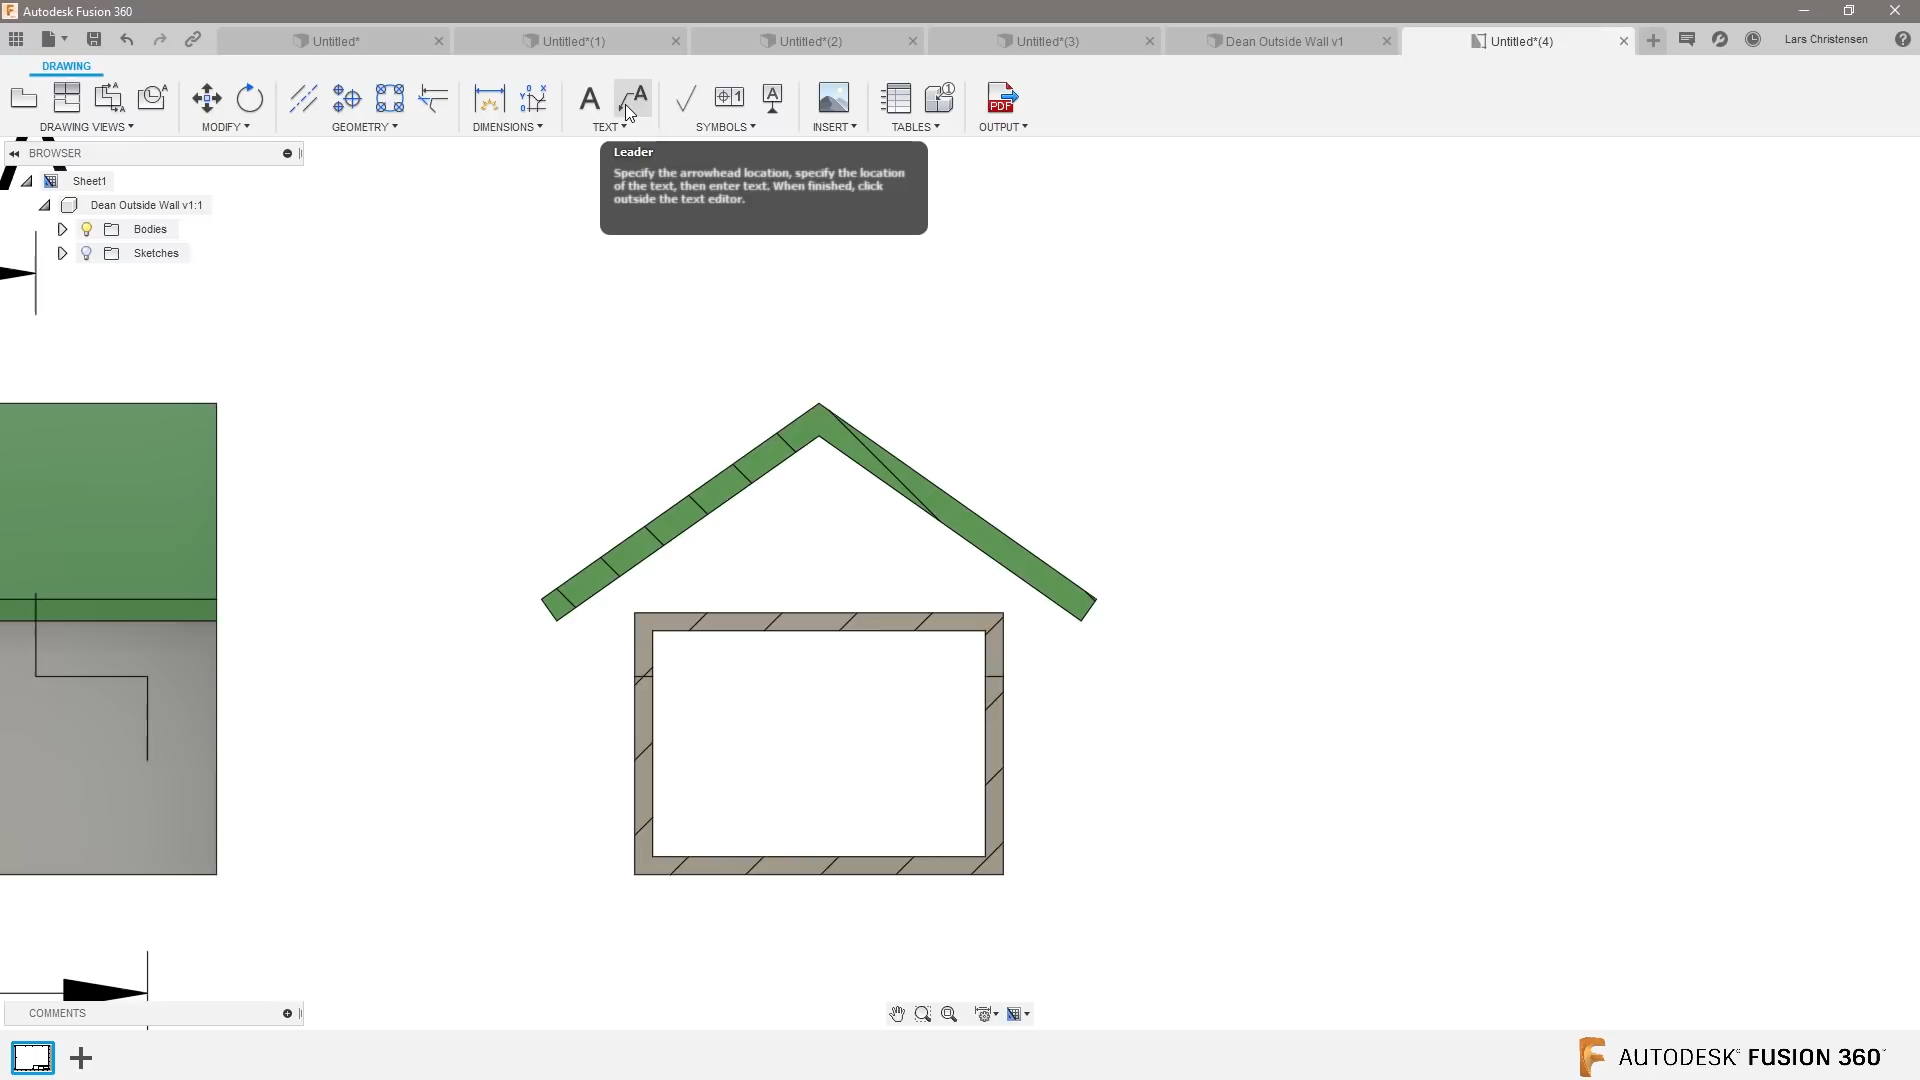 Autodesk Fusion 360
Untitled*
Untitled*(1)
Untitled*(2)
Untitled*(3)
Dean Outside Wall v1
Untitled*(4)
Lars Christensen
DRAWING
DRAWING VIEWS
MODIFY
GEOMETRY
DIMENSIONS
TEXT
SYMBOLS
INSERT
TABLES
OUTPUT
BROWSER
Sheet1
Dean Outside Wall v1:1
Bodies
Sketches
Leader
Specify the arrowhead location, specify the location
of the text, then enter text. When finished, click
outside the text editor.
COMMENTS
AUTODESK® FUSION 360™